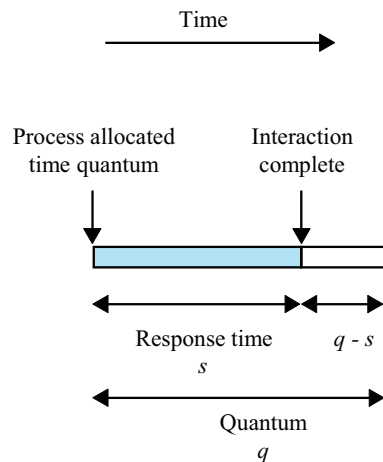 Time
Process allocated
time quantum
Interaction
complete
Response time
s
q - s
Quantum
q